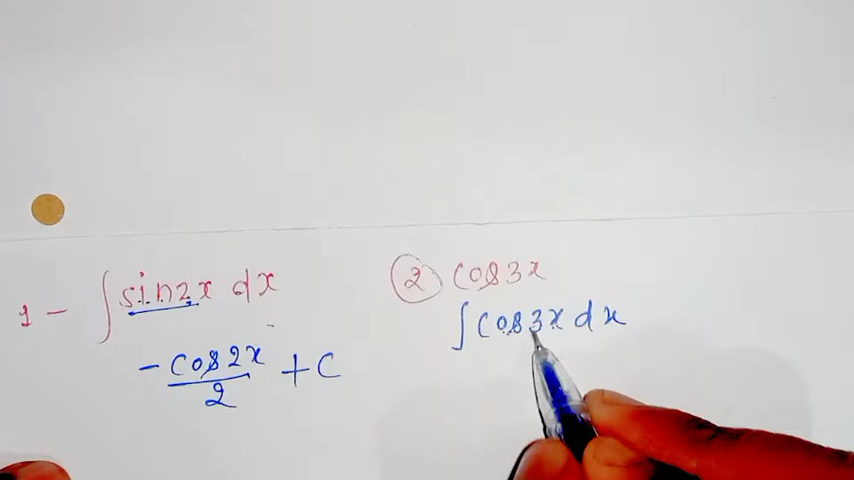 1 - ∫ sin2x dx
- cos2x/2 + C
2 cos3x
∫ cos3x dx